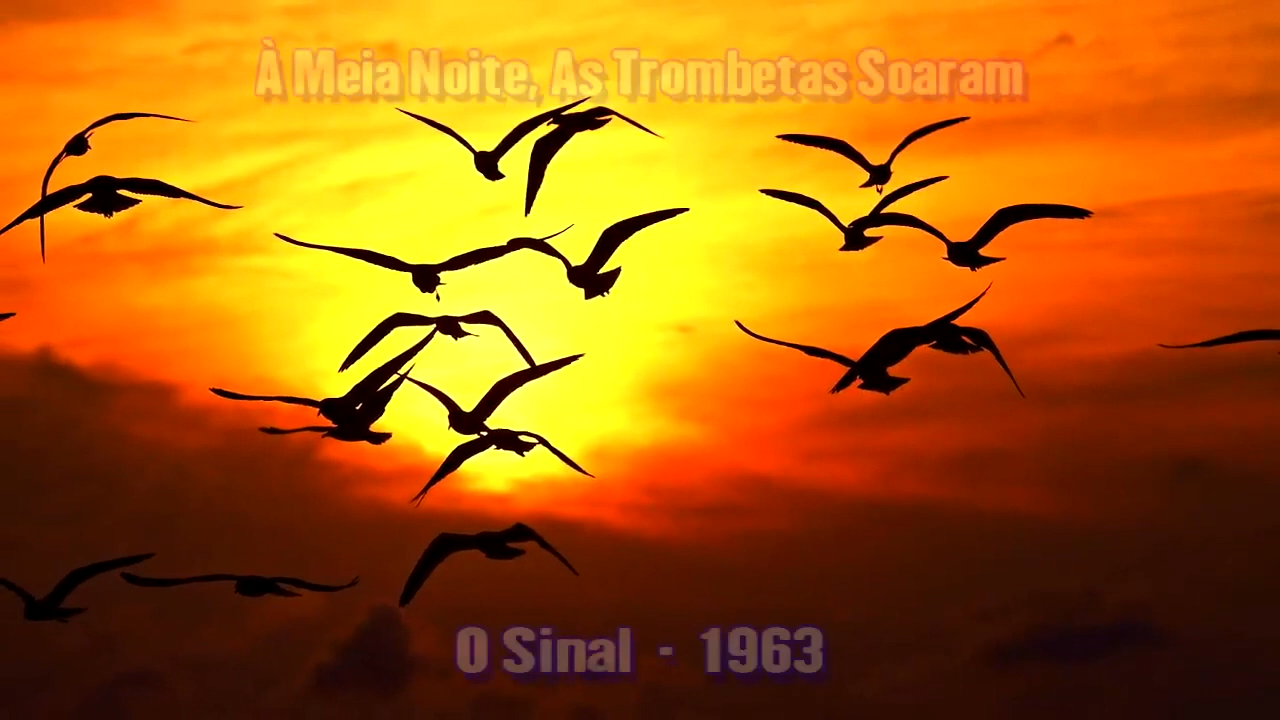 À Meia Noite, As Trombetas Soaram
O Sinal - 1963